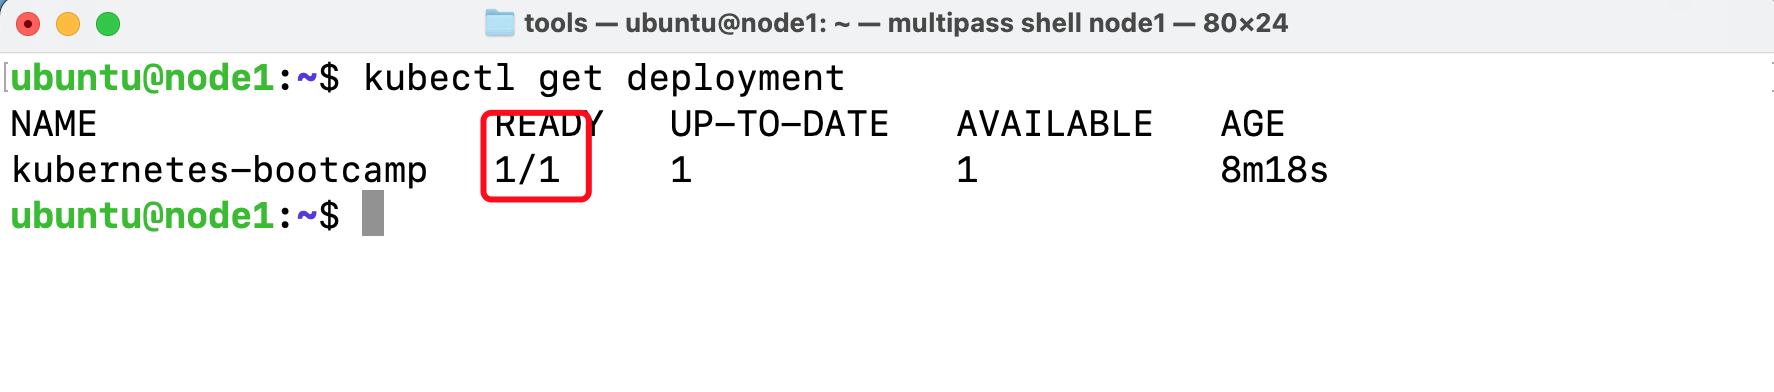 tools — ubuntu@node1: ~ — multipass shell node1 — 80×24
ubuntu@node1:~$ kubectl get deployment
NAME READY UP-TO-DATE AVAILABLE AGE
kubernetes-bootcamp 1/1 1 1 8m18s
ubuntu@node1:~$